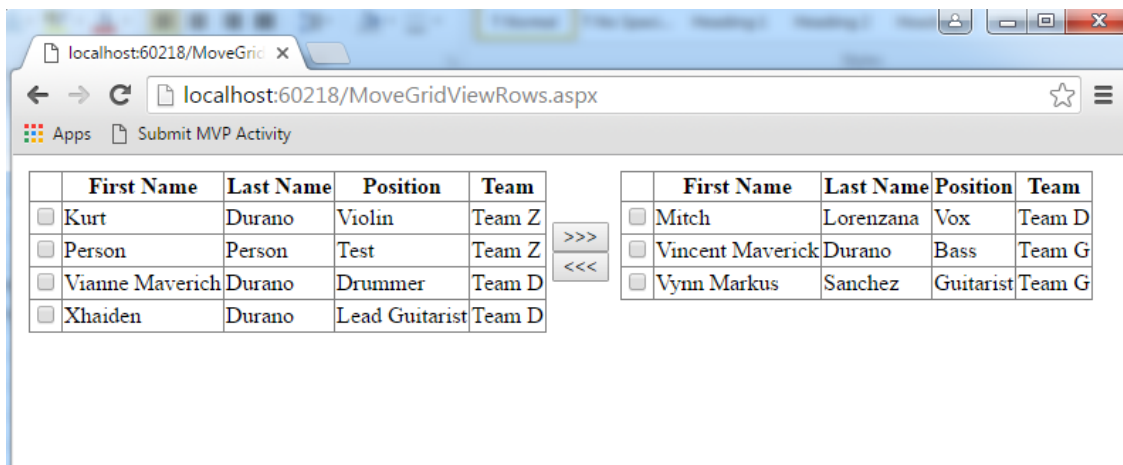 localhost:60218/MoveGrid
localhost:60218/MoveGridViewRows.aspx
Apps Submit MVP Activity
First Name Last Name Position Team
Kurt Durano Violin Team Z
Person Person Test Team Z
Vianne Maverich Durano Drummer Team D
Xhaiden Durano Lead Guitarist Team D
>>>
<<<
First Name Last Name Position Team
Mitch Lorenzana Vox Team D
Vincent Maverick Durano Bass Team G
Vynn Markus Sanchez Guitarist Team G